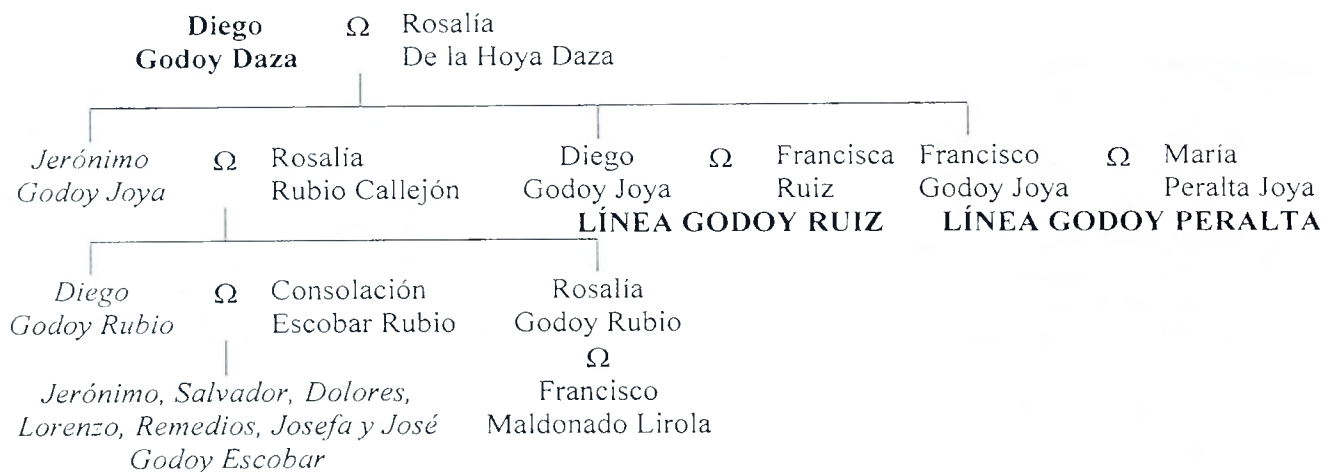 Diego Ω Rosalía
Godoy Daza De la Hoya Daza
Jerónimo Ω Rosalía Diego Ω Francisca Francisco Ω María
Godoy Joya Rubio Callejón Godoy Joya Ruiz Godoy Joya Peralta Joya
LÍNEA GODOY RUIZ LÍNEA GODOY PERALTA
Diego Ω Consolación Rosalía
Godoy Rubio Escobar Rubio Godoy Rubio
Ω
Jerónimo, Salvador, Dolores, Francisco
Lorenzo, Remedios, Josefa y José Maldonado Lirola
Godoy Escobar